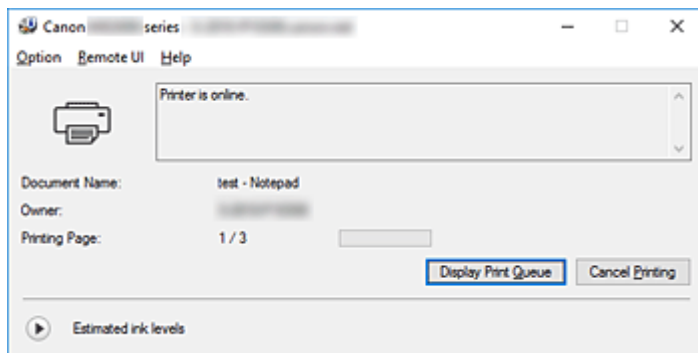 Canon series
Option Remote UI Help
Printer is online.
Document Name: test - Notepad
Owner:
Printing Page: 1 / 3
Display Print Queue Cancel Printing
Estimated ink levels